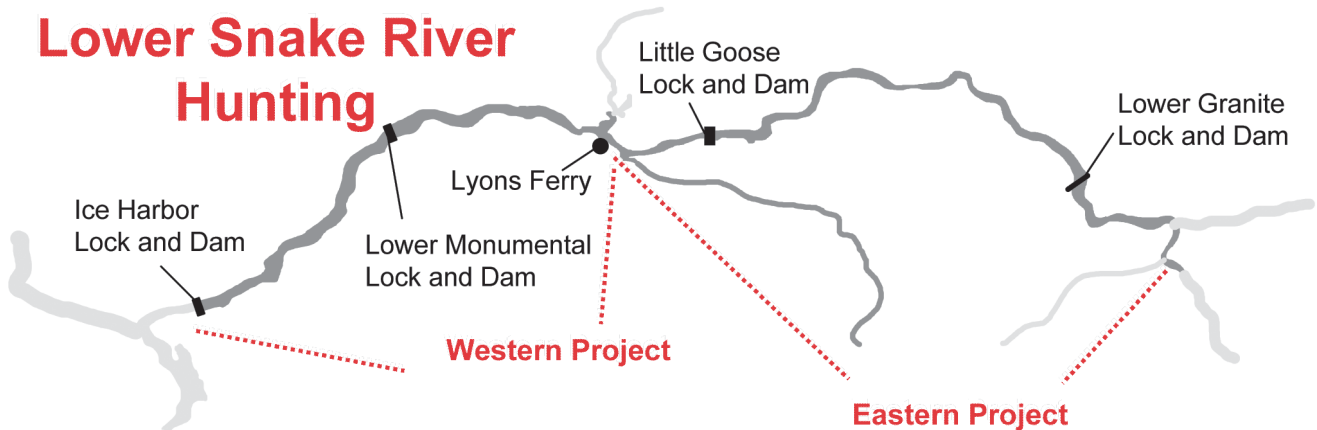 Lower Snake River
Hunting
Little Goose
Lock and Dam
Lower Granite
Lock and Dam
Lyons Ferry
Ice Harbor
Lock and Dam
Lower Monumental
Lock and Dam
Western Project
Eastern Project